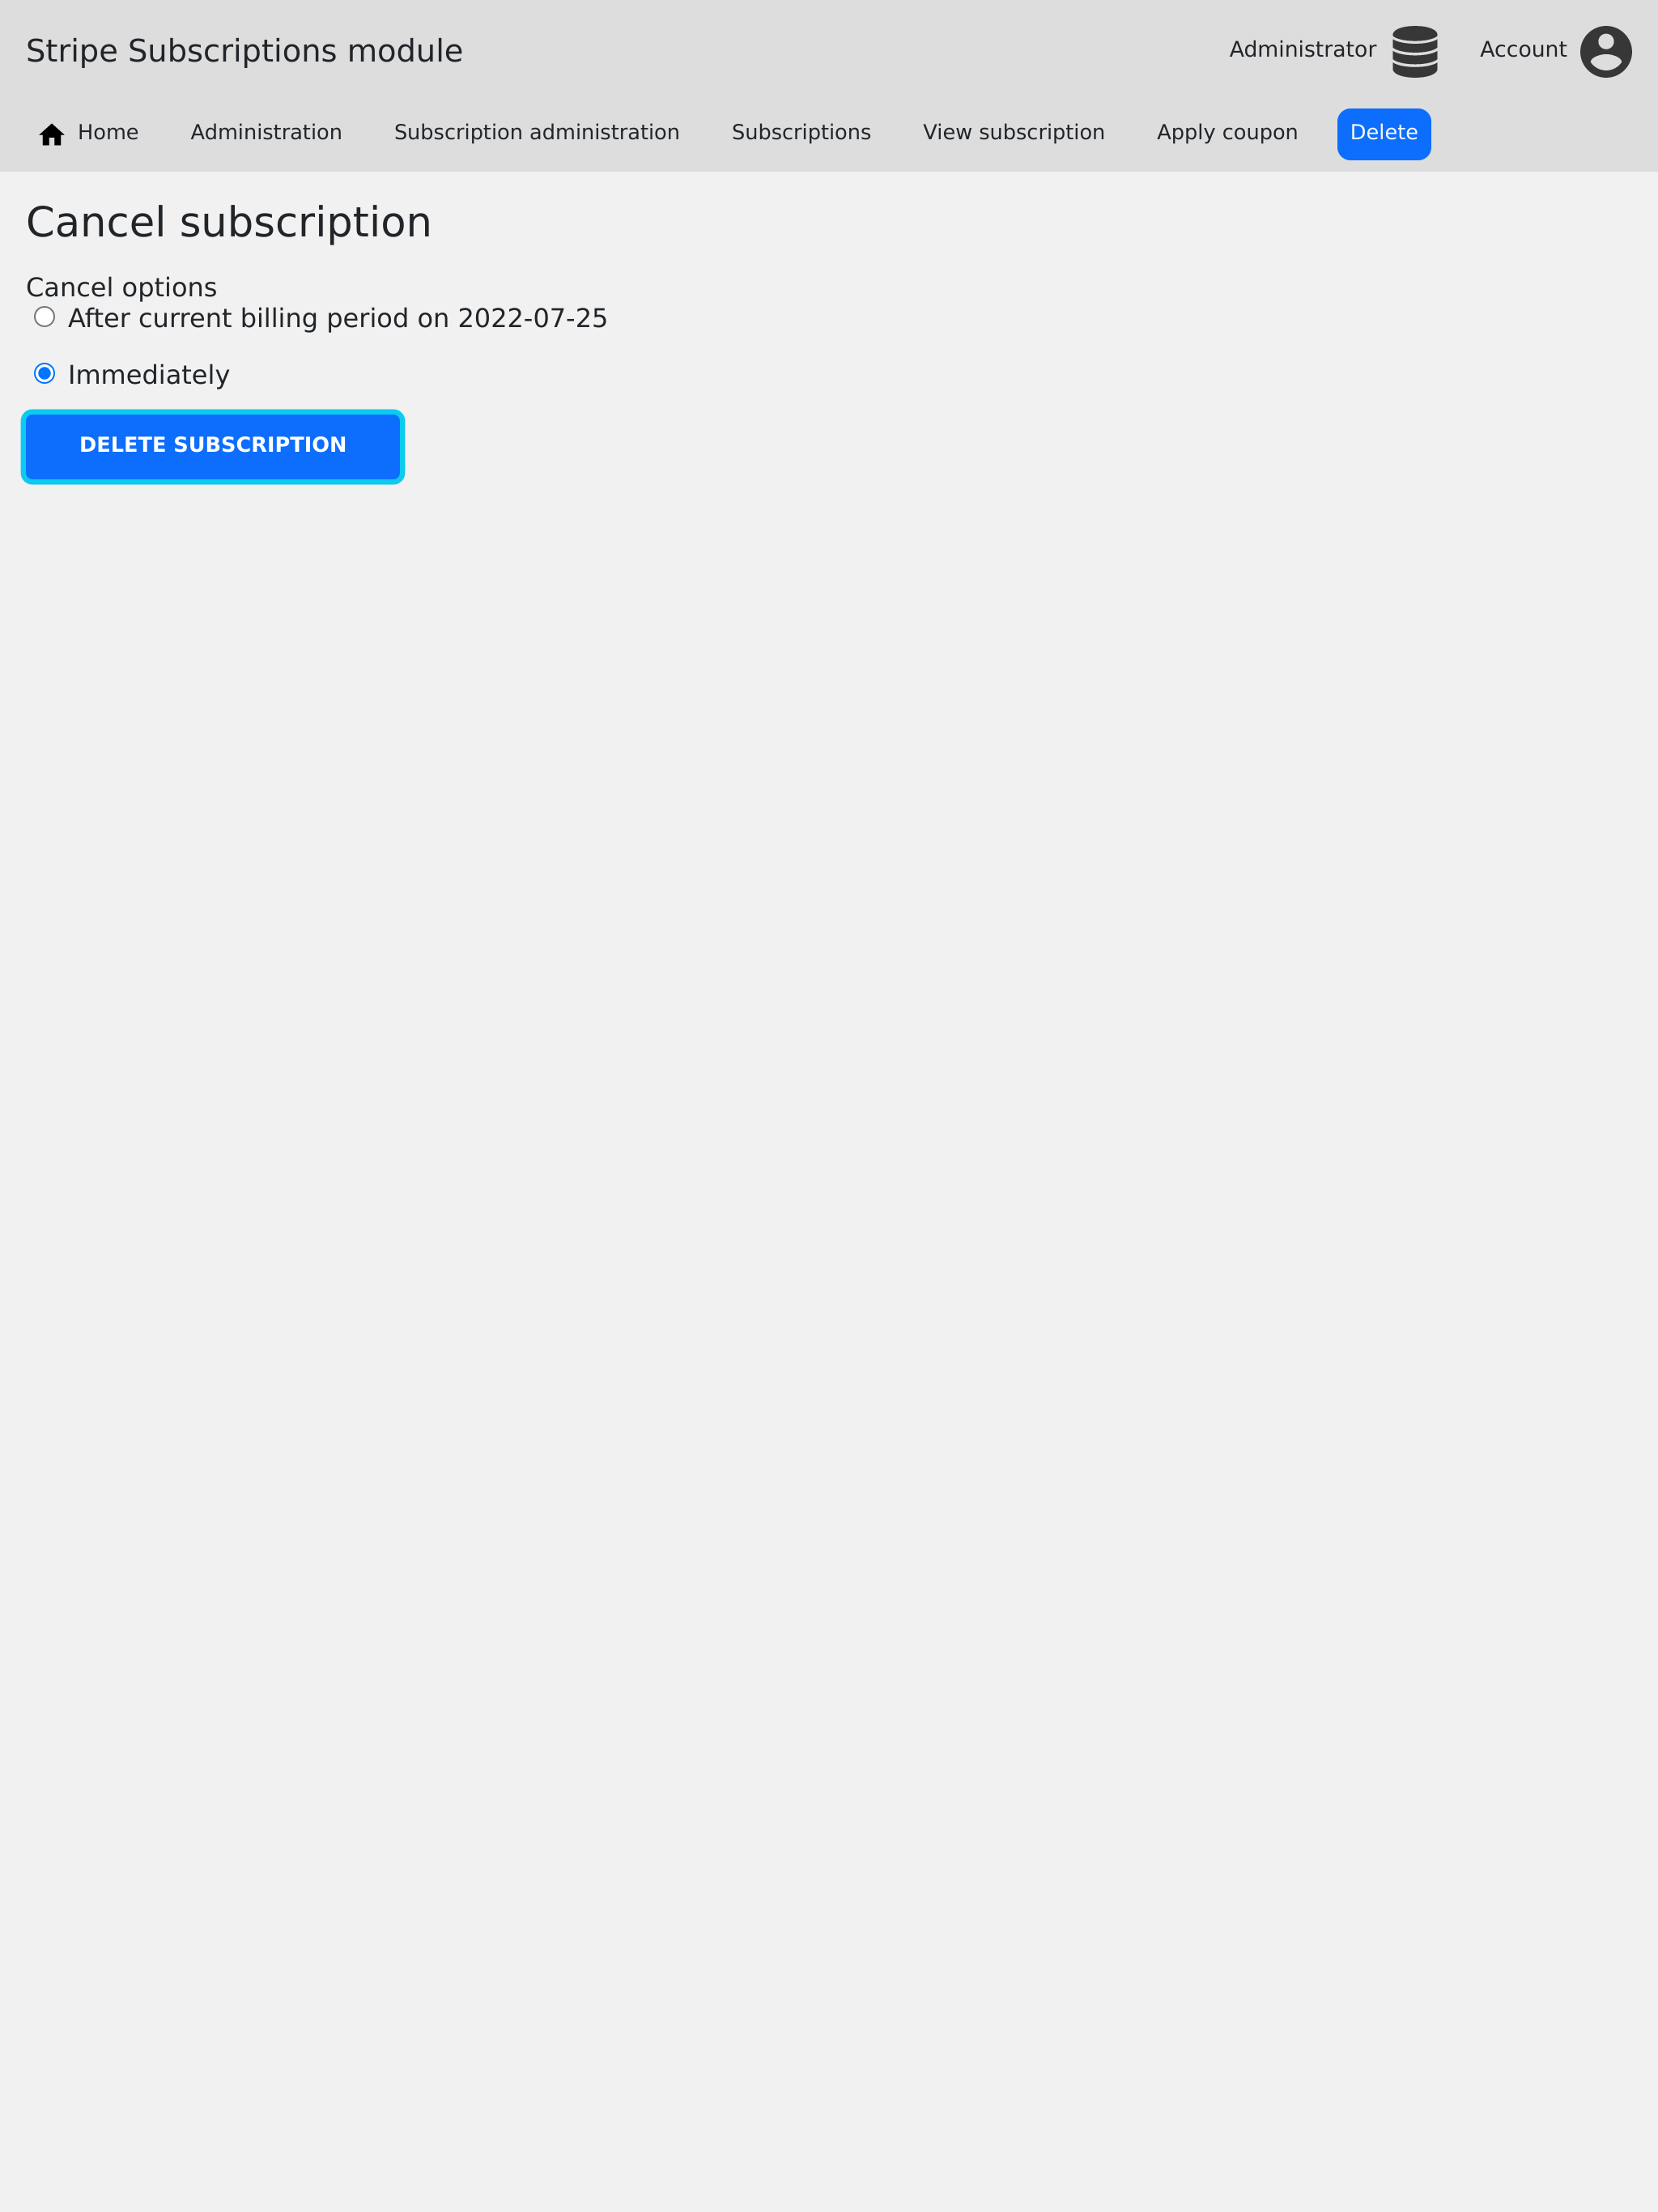 Stripe Subscriptions module
Administrator
Account
Home
Administration
Subscription administration
Subscriptions
View subscription
Apply coupon
Delete
Cancel subscription
Cancel options
After current billing period on 2022-07-25
Immediately
DELETE SUBSCRIPTION